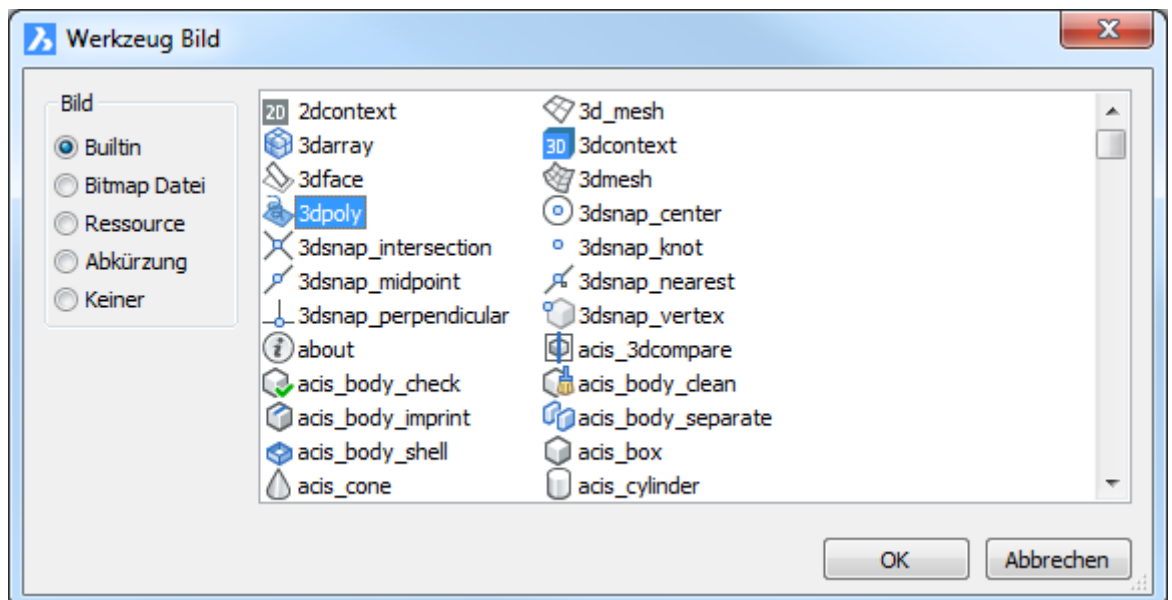 Werkzeug Bild
Bild
Builtin
Bitmap Datei
Ressource
Abkürzung
Keiner
2D 2dcontext 3d_mesh
3darray 3D 3dcontext
3dface 3dmesh
3dpoly 3dsnap_center
3dsnap_intersection 3dsnap_knot
3dsnap_midpoint 3dsnap_nearest
3dsnap_perpendicular 3dsnap_vertex
i about acis_3dcompare
acis_body_check acis_body_clean
acis_body_imprint acis_body_separate
acis_body_shell acis_box
acis_cone acis_cylinder
OK Abbrechen